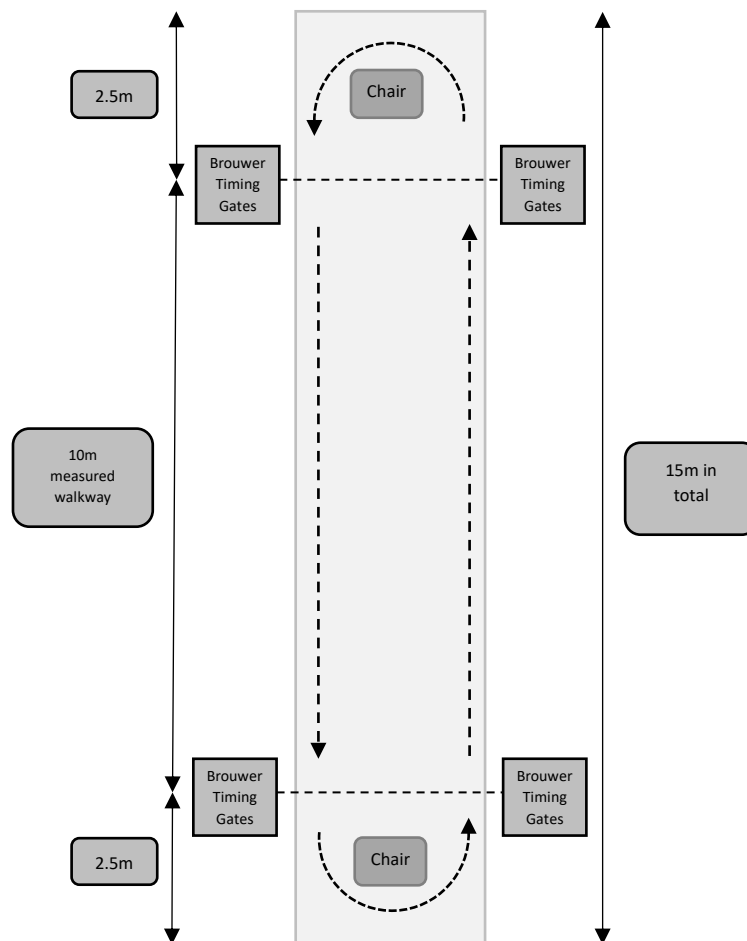 Chair
2.5m
Brouwer
Timing
Gates
Brouwer
Timing
Gates
10m
measured
walkway
15m in
total
Brouwer
Timing
Gates
Brouwer
Timing
Gates
Chair
2.5m